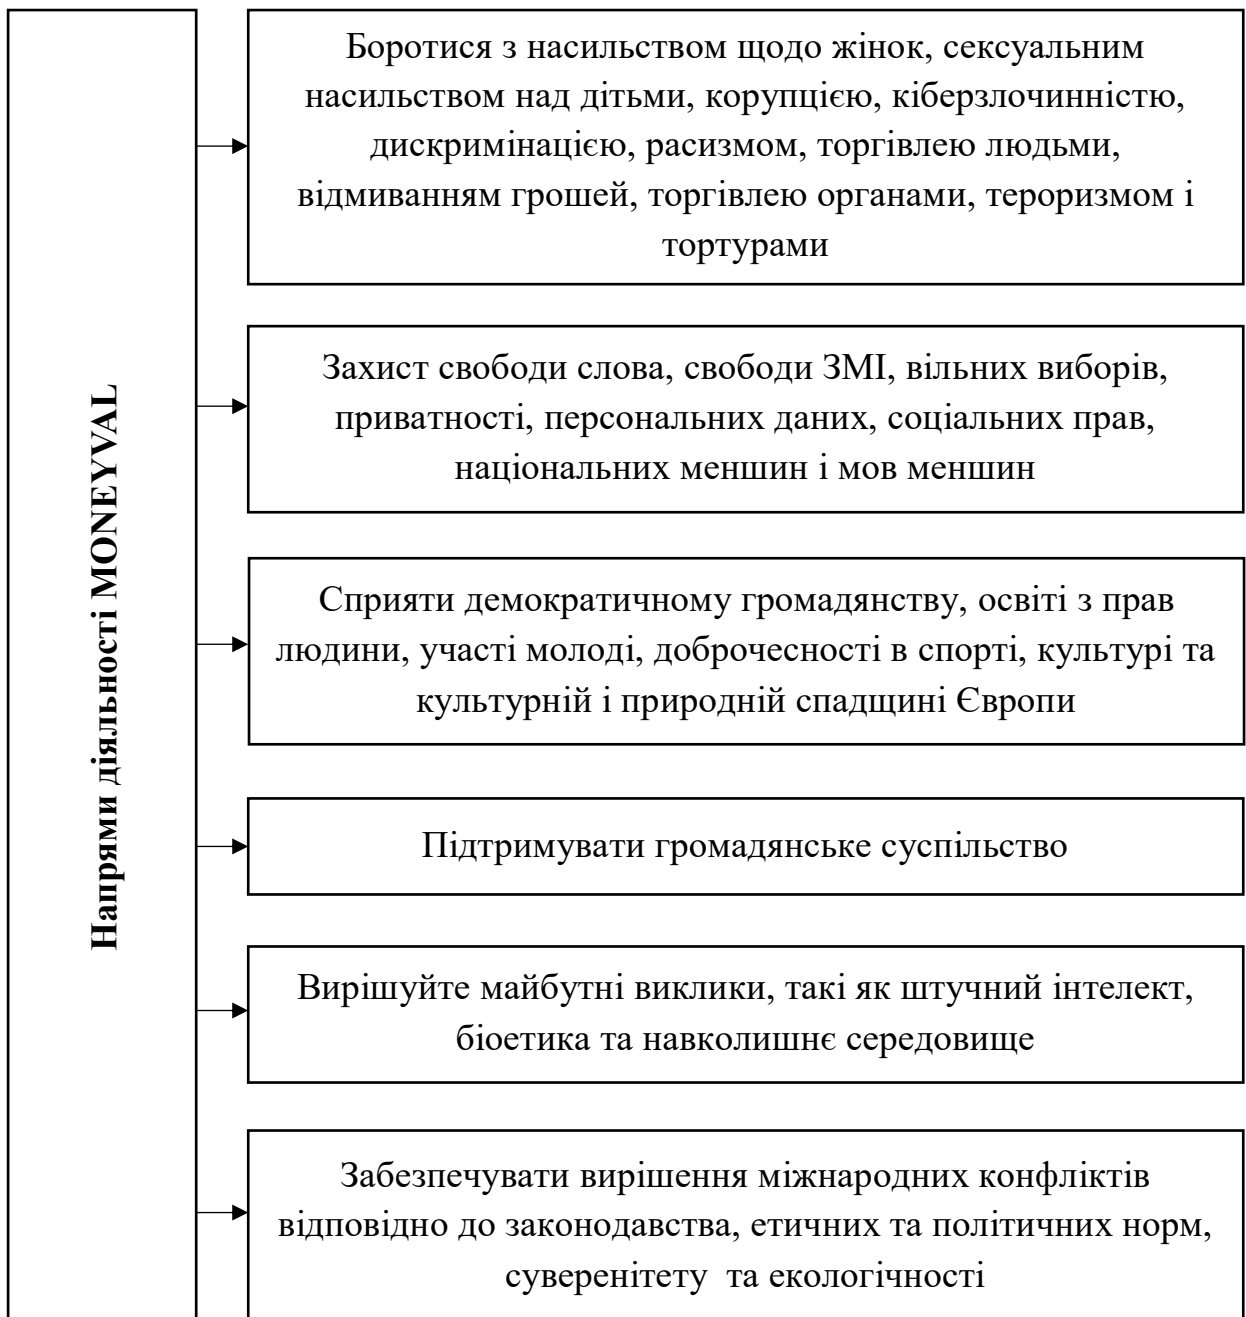 Напрями діяльності MONEYVAL
Боротися з насильством щодо жінок, сексуальним
насильством над дітьми, корупцією, кіберзлочинністю,
дискримінацією, расизмом, торгівлею людьми,
відмиванням грошей, торгівлею органами, тероризмом і
тортурами
Захист свободи слова, свободи ЗМІ, вільних виборів,
приватності, персональних даних, соціальних прав,
національних меншин і мов меншин
Сприяти демократичному громадянству, освіті з прав
людини, участі молоді, доброчесності в спорті, культурі та
культурній і природній спадщині Європи
Підтримувати громадянське суспільство
Вирішуйте майбутні виклики, такі як штучний інтелект,
біоетика та навколишнє середовище
Забезпечувати вирішення міжнародних конфліктів
відповідно до законодавства, етичних та політичних норм,
суверенітету та екологічності